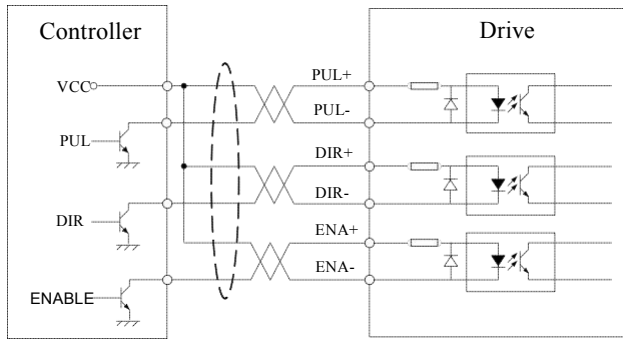 Controller
Drive
VCC
PUL+
PUL-
PUL
DIR+
DIR-
DIR
ENA+
ENA-
ENABLE